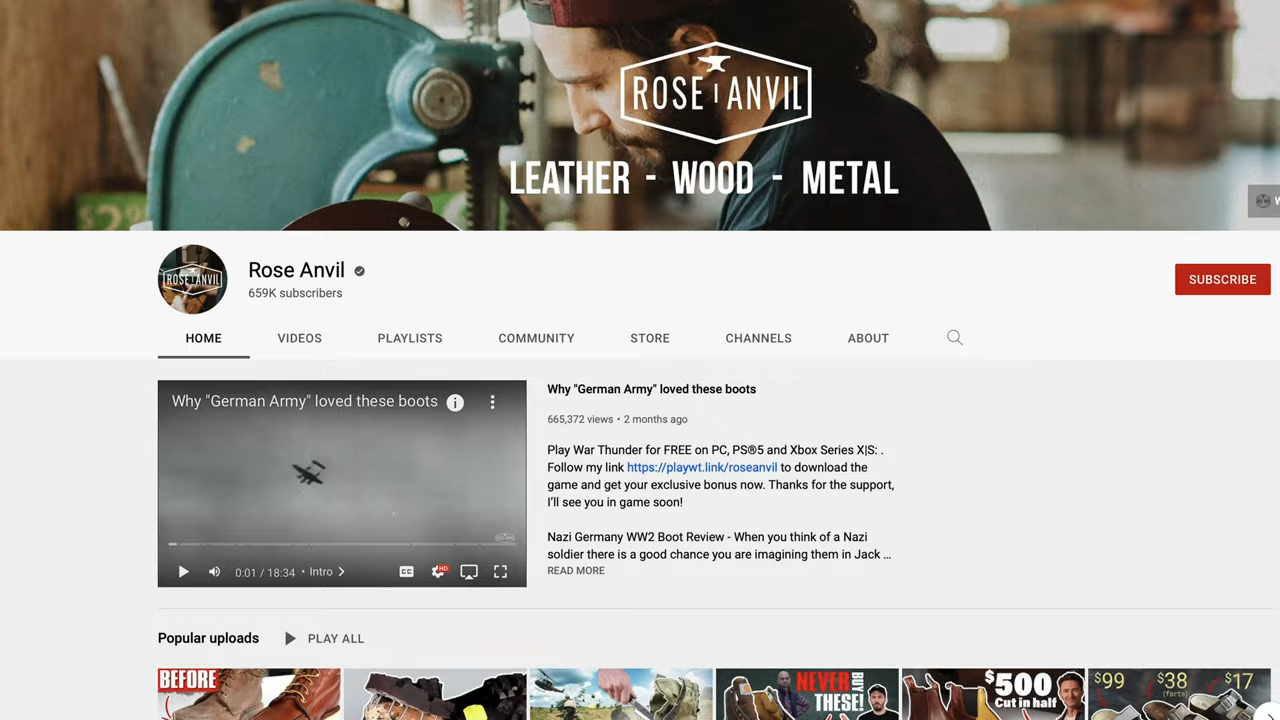 ROSE ANVIL
LEATHER - WOOD - METAL
ROSE ANVIL
Rose Anvil
659K subscribers
SUBSCRIBE
HOME VIDEOS PLAYLISTS COMMUNITY STORE CHANNELS ABOUT
Why "German Army" loved these boots
0:01 / 18:34 • Intro
CC HD
Why "German Army" loved these boots
665,372 views • 2 months ago
Play War Thunder for FREE on PC, PS®5 and Xbox Series X|S: .
Follow my link https://playwt.link/roseanvil to download the
game and get your exclusive bonus now. Thanks for the support,
I'll see you in game soon!
Nazi Germany WW2 Boot Review - When you think of a Nazi
soldier there is a good chance you are imagining them in Jack ...
READ MORE
Popular uploads PLAY ALL
BEFORE
NEVER
BUY
THESE!
$500
Cut in half
$99 $38 $17
(farts)